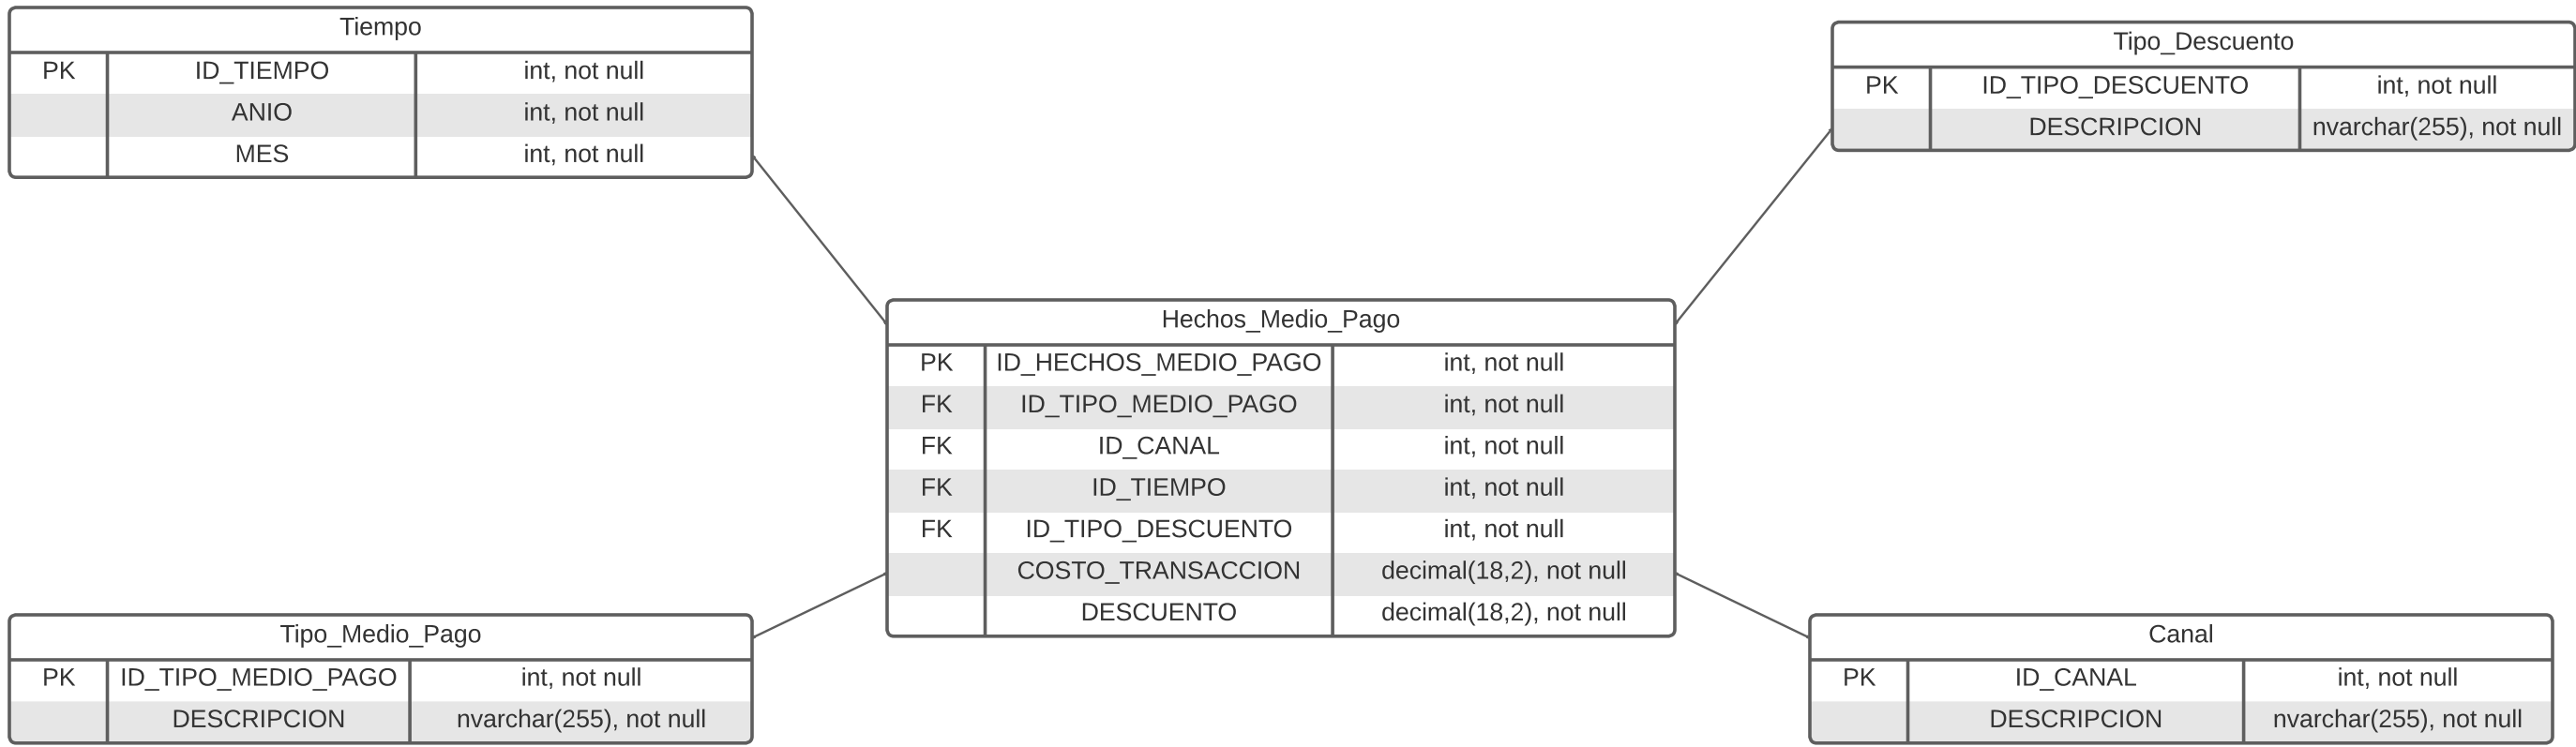 Tiempo
PK ID_TIEMPO int, not null
ANIO int, not null
MES int, not null
Tipo_Descuento
PK ID_TIPO_DESCUENTO int, not null
DESCRIPCION nvarchar(255), not null
Hechos_Medio_Pago
PK ID_HECHOS_MEDIO_PAGO int, not null
FK ID_TIPO_MEDIO_PAGO int, not null
FK ID_CANAL int, not null
FK ID_TIEMPO int, not null
FK ID_TIPO_DESCUENTO int, not null
COSTO_TRANSACCION decimal(18,2), not null
DESCUENTO decimal(18,2), not null
Tipo_Medio_Pago
PK ID_TIPO_MEDIO_PAGO int, not null
DESCRIPCION nvarchar(255), not null
Canal
PK ID_CANAL int, not null
DESCRIPCION nvarchar(255), not null